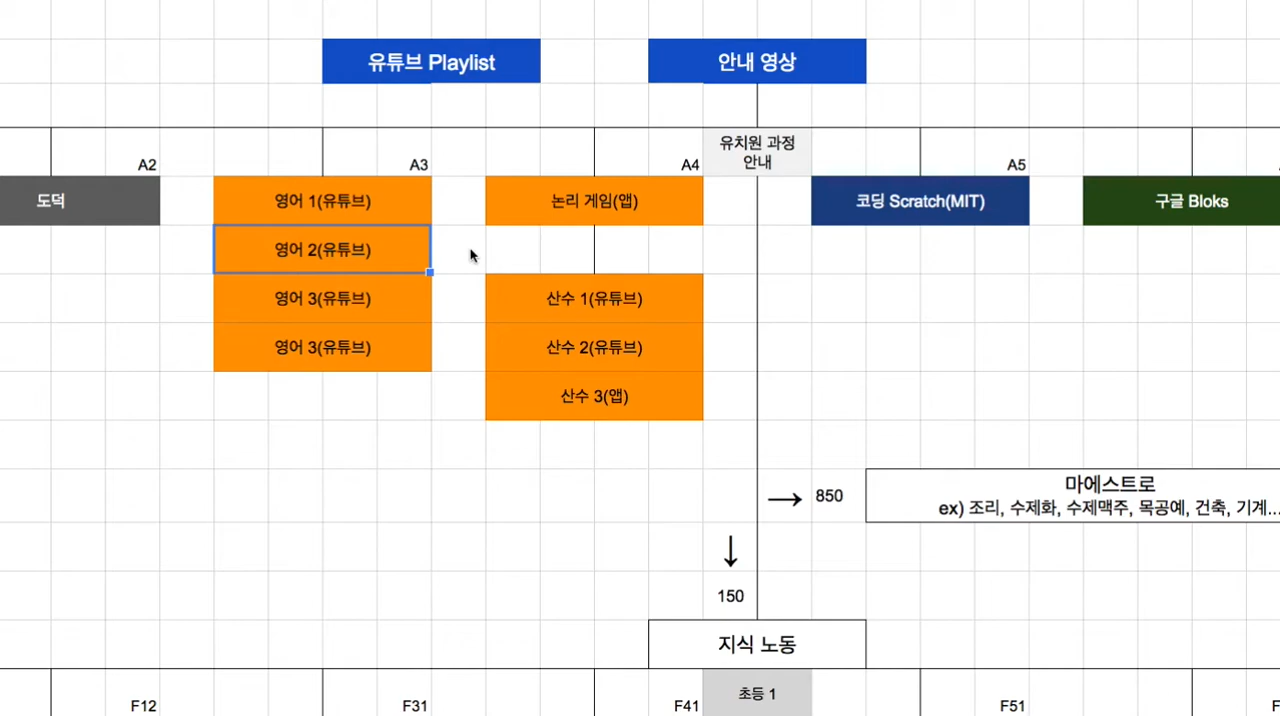 유튜브 Playlist
안내 영상
유치원 과정
안내
A2
A3
A4
A5
도덕
영어 1(유튜브)
논리 게임(앱)
코딩 Scratch(MIT)
구글 Bloks
영어 2(유튜브)
영어 3(유튜브)
산수 1(유튜브)
영어 3(유튜브)
산수 2(유튜브)
산수 3(앱)
→ 850
마에스트로
ex) 조리, 수제화, 수제맥주, 목공예, 건축, 기계...
↓
150
지식 노동
초등 1
F12
F31
F41
F51